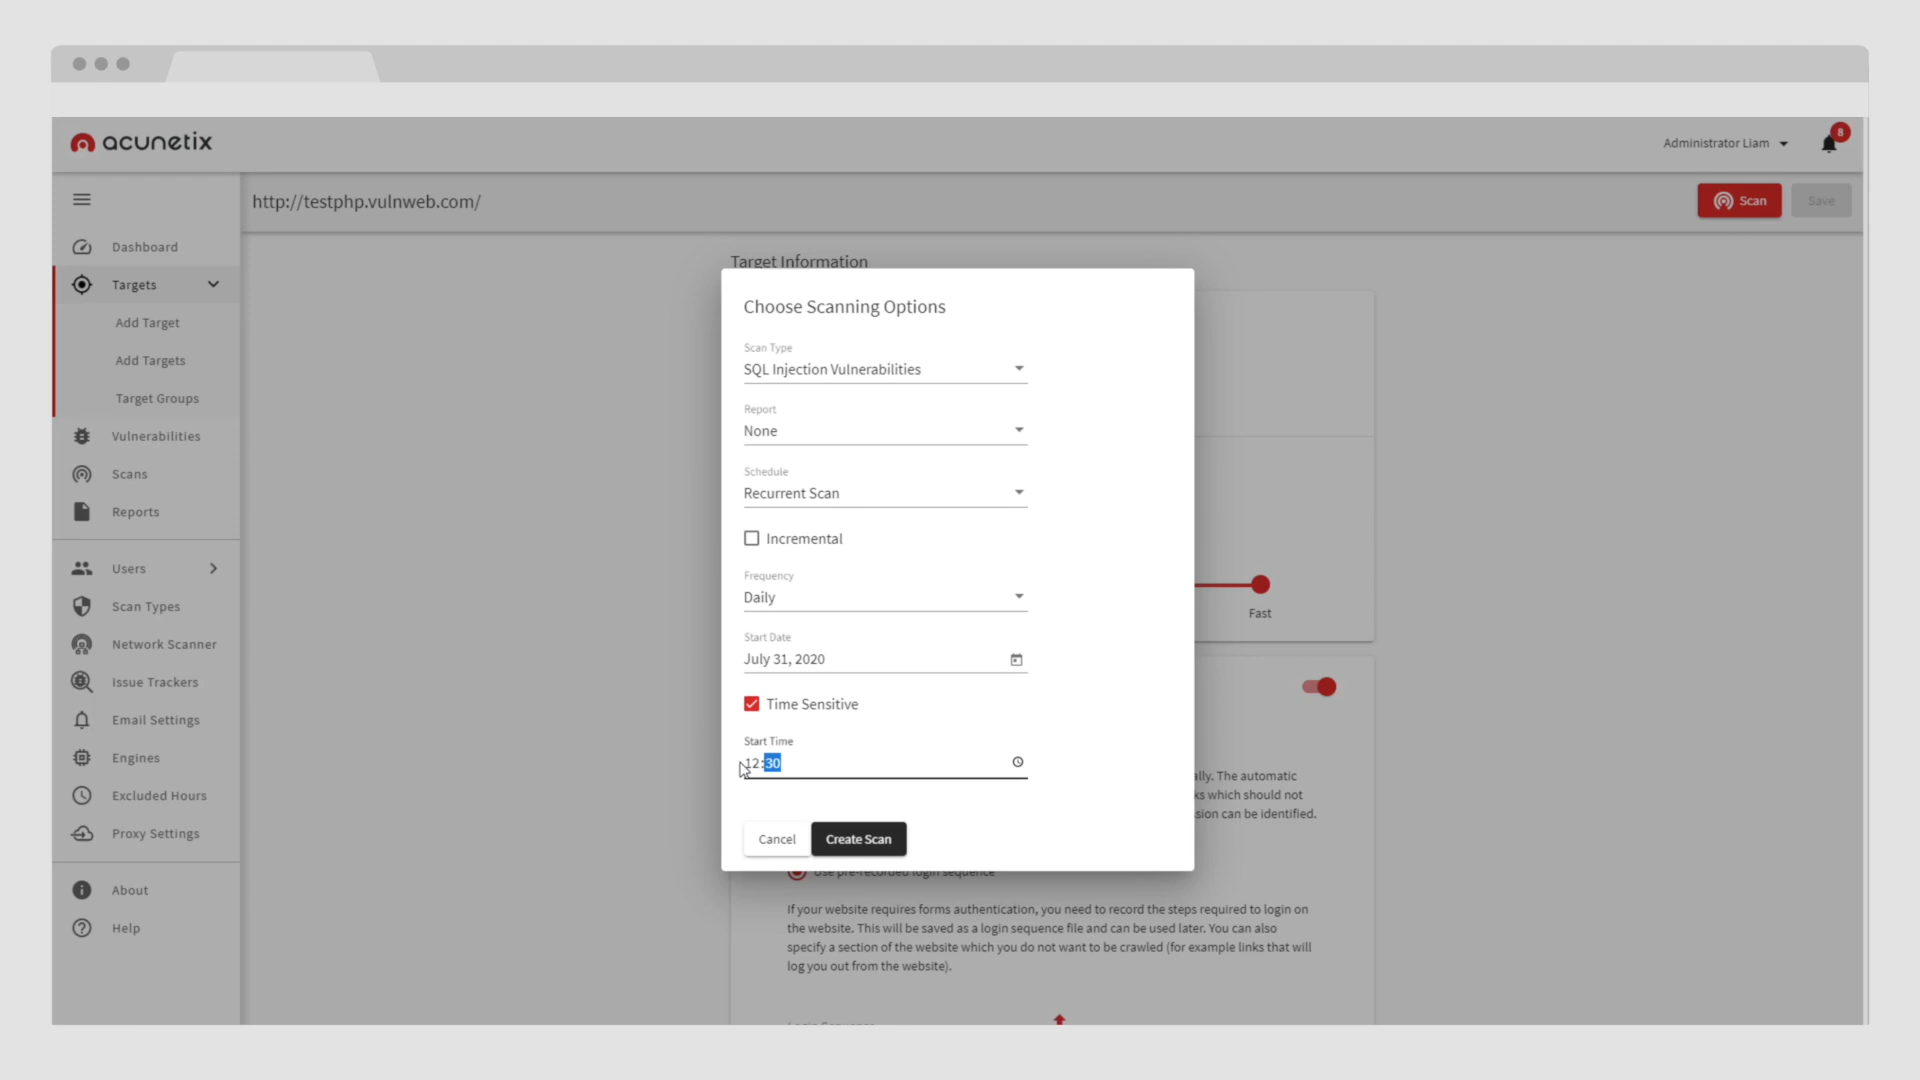 acunetix
Administrator Liam
8
http://testphp.vulnweb.com/
Scan
Save
Dashboard
Targets
Add Target
Add Targets
Target Groups
Vulnerabilities
Scans
Reports
Users
Scan Types
Network Scanner
Issue Trackers
Email Settings
Engines
Excluded Hours
Proxy Settings
About
Help
Target Information
Choose Scanning Options
Scan Type
SQL Injection Vulnerabilities
Report
None
Schedule
Recurrent Scan
Incremental
Frequency
Daily
Start Date
July 31, 2020
Time Sensitive
Start Time
12:30
Cancel
Create Scan
Fast
ally. The automatic
ks which should not
sion can be identified.
Use pre-recorded login sequence
If your website requires forms authentication, you need to record the steps required to login on
the website. This will be saved as a login sequence file and can be used later. You can also
specify a section of the website which you do not want to be crawled (for example links that will
log you out from the website).